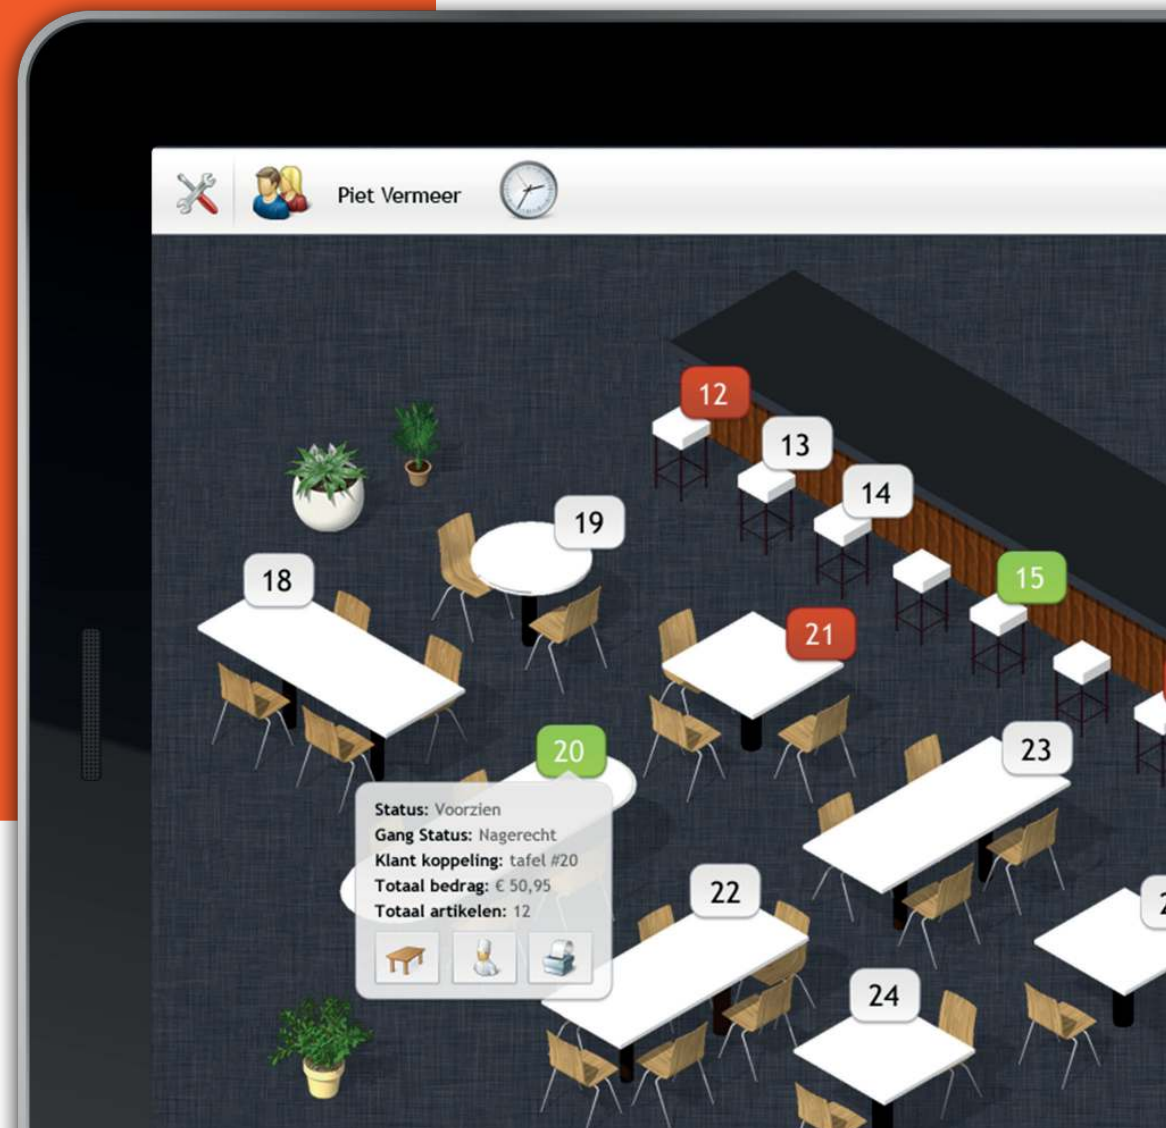 Piet Vermeer
12
13
14
19
15
18
21
20
23
Status: Voorzien
Gang Status: Nagerecht
Klant koppeling: tafel #20
Totaal bedrag: € 50,95
Totaal artikelen: 12
22
24